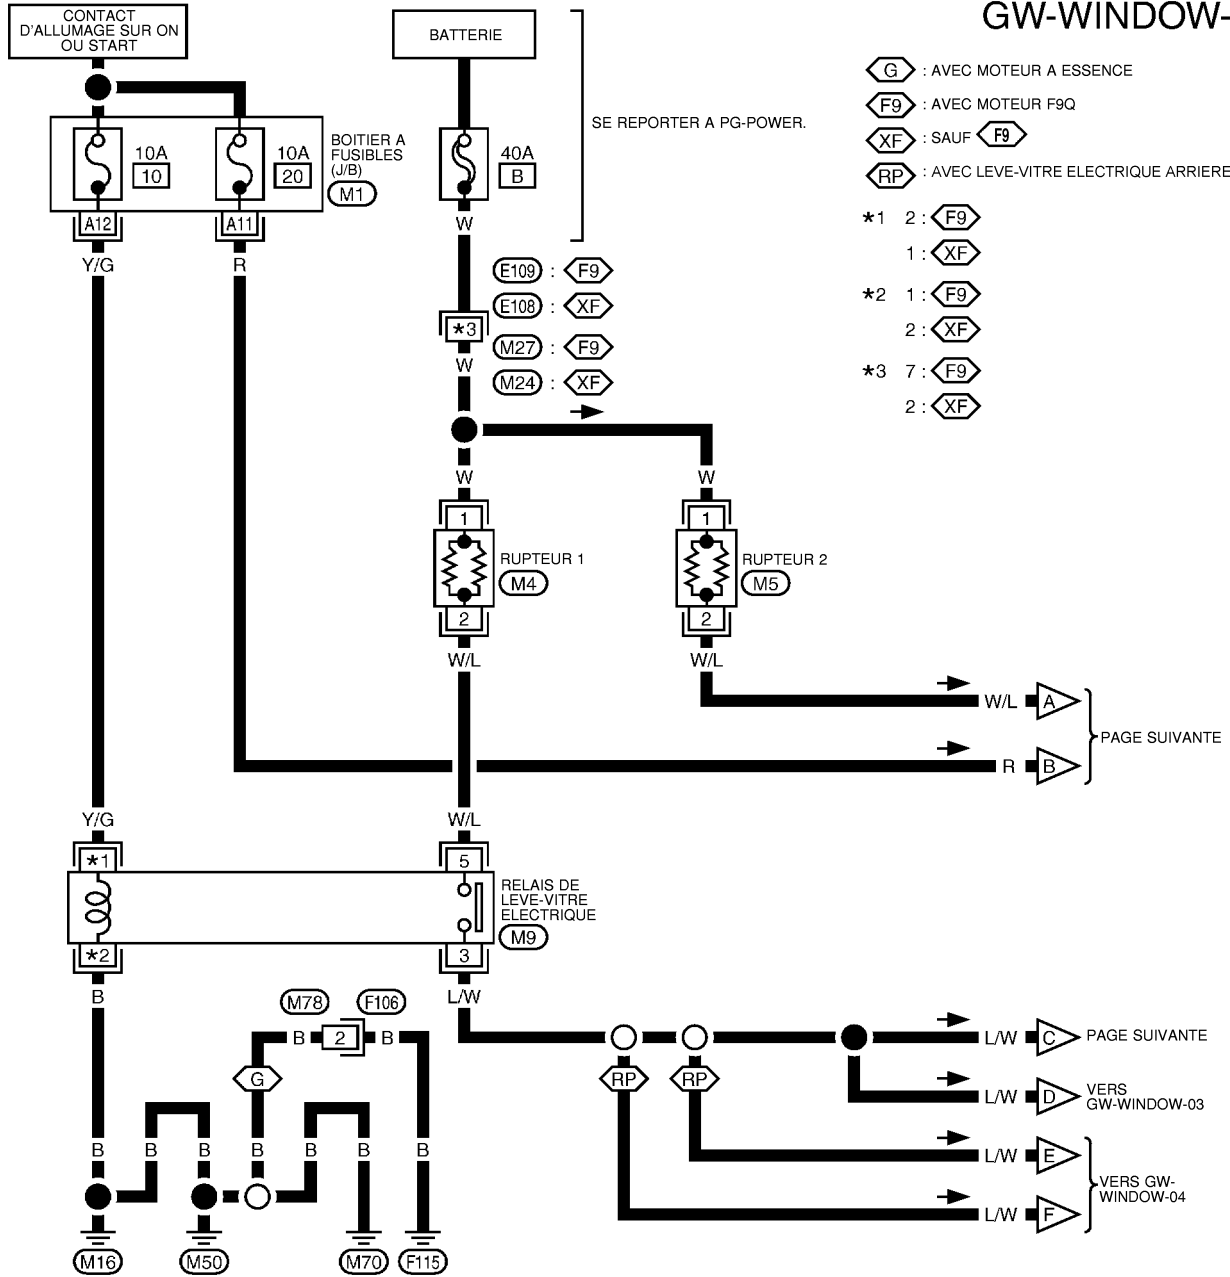 GW-WINDOW-
CONTACT
D'ALLUMAGE SUR ON
OU START
BATTERIE
SE REPORTER A PG-POWER.
G : AVEC MOTEUR A ESSENCE
F9 : AVEC MOTEUR F9Q
XF : SAUF F9
RP : AVEC LEVE-VITRE ELECTRIQUE ARRIERE
*1 2 : F9
1 : XF
*2 1 : F9
2 : XF
*3 7 : F9
2 : XF
10A
10
10A
20
BOITIER A
FUSIBLES
(J/B)
M1
40A
B
A12
A11
W
Y/G
R
E109 : F9
E108 : XF
*3
M27 : F9
W
M24 : XF
W
W
1
1
RUPTEUR 1
M4
RUPTEUR 2
M5
2
2
W/L
W/L
W/L
A
PAGE SUIVANTE
R
B
Y/G
W/L
*1
5
RELAIS DE
LEVE-VITRE
ELECTRIQUE
M9
*2
3
B
L/W
M78
F106
B
2
B
L/W
C
PAGE SUIVANTE
G
RP
RP
L/W
D
VERS
GW-WINDOW-03
B
B
B
B
B
B
B
L/W
E
VERS GW-
WINDOW-04
L/W
F
M16
M50
M70
F115